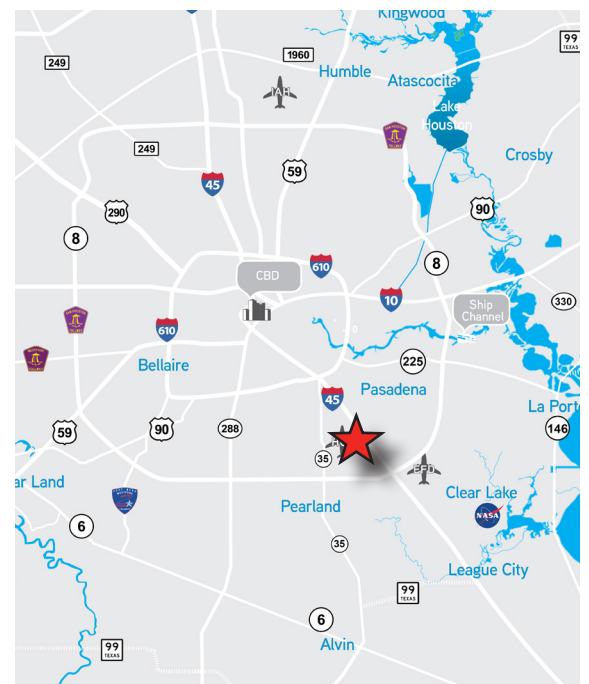 Kingwood
99
TEXAS
1960
249
Humble
Atascocita
IAH
Lake
Houston
249
Crosby
59
45
90
290
8
8
610
CBD
10
330
Ship
Channel
610
225
Bellaire
Pasadena
45
La Porte
288
90
59
146
35
EFD
ar Land
Clear Lake
NASA
Pearland
6
35
League City
99
TEXAS
6
Alvin
99
TEXAS